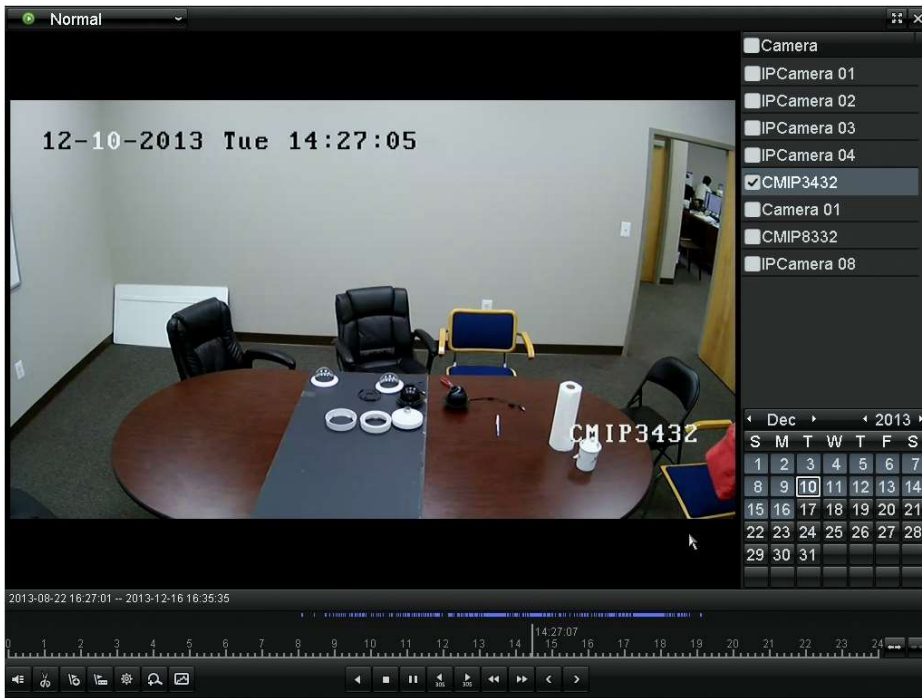 Normal
12-10-2013 Tue 14:27:05
CMIP3432
Camera
IPCamera 01
IPCamera 02
IPCamera 03
IPCamera 04
CMIP3432
Camera 01
CMIP8332
IPCamera 08
Dec 2013
S M T W T F S
1 2 3 4 5 6 7
8 9 10 11 12 13 14
15 16 17 18 19 20 21
22 23 24 25 26 27 28
29 30 31
2013-08-22 16:27:01 -- 2013-12-16 16:35:35
14:27:07
0 1 2 3 4 5 6 7 8 9 10 11 12 13 14 15 16 17 18 19 20 21 22 23 24
30S 30S